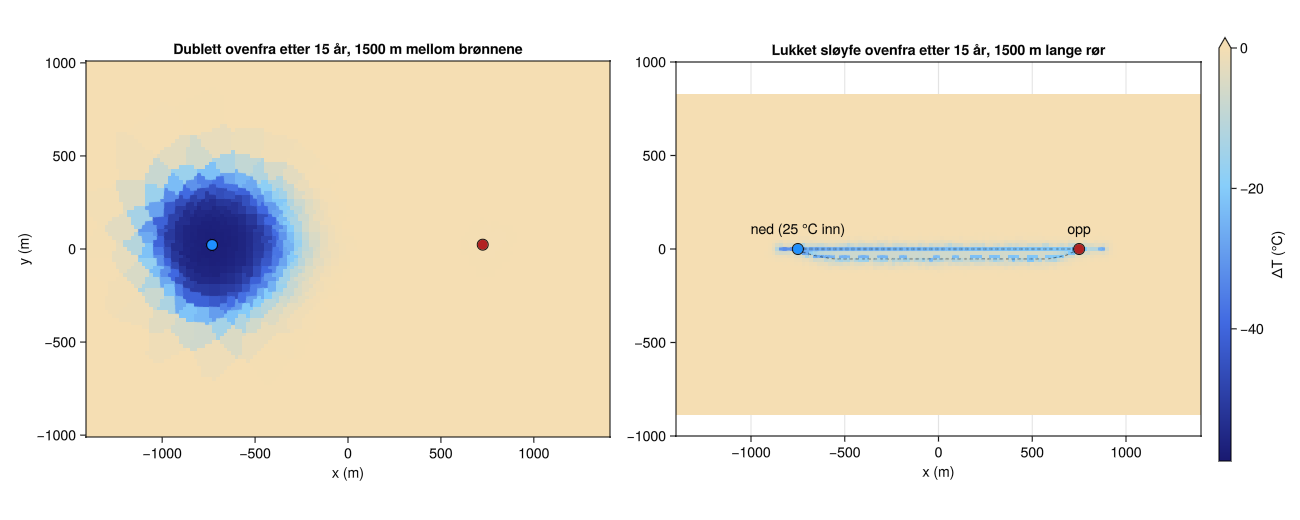 Dublett ovenfra etter 15 år, 1500 m mellom brønnene
1000
500
0
−500
−1000
y (m)
−1000
−500
0
500
1000
x (m)
Lukket sløyfe ovenfra etter 15 år, 1500 m lange rør
1000
500
0
−500
−1000
ned (25 °C inn)
opp
−1000
−500
0
500
1000
x (m)
0
−20
−40
ΔT (°C)